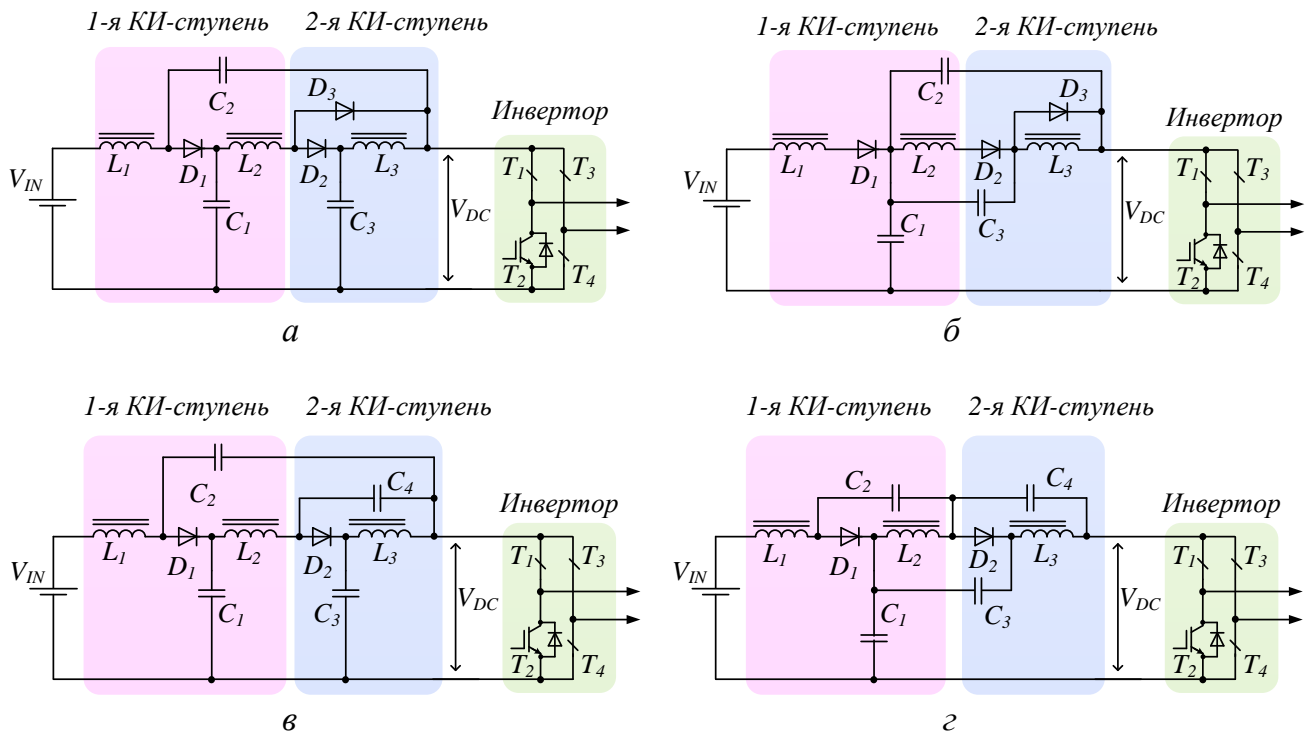 1-я КИ-ступень
2-я КИ-ступень
C2
D3
Инвертор
L1
D1
L2
D2
L3
T1
T3
VIN
VDC
C1
C3
T2
T4
а
1-я КИ-ступень
2-я КИ-ступень
C2
D3
Инвертор
L1
D1
L2
D2
L3
T1
T3
VIN
VDC
C1
C3
T2
T4
б
1-я КИ-ступень
2-я КИ-ступень
C2
C4
Инвертор
L1
D1
L2
D2
L3
T1
T3
VIN
VDC
C1
C3
T2
T4
в
1-я КИ-ступень
2-я КИ-ступень
C2
C4
Инвертор
L1
D1
L2
D2
L3
T1
T3
VIN
VDC
C1
C3
T2
T4
г